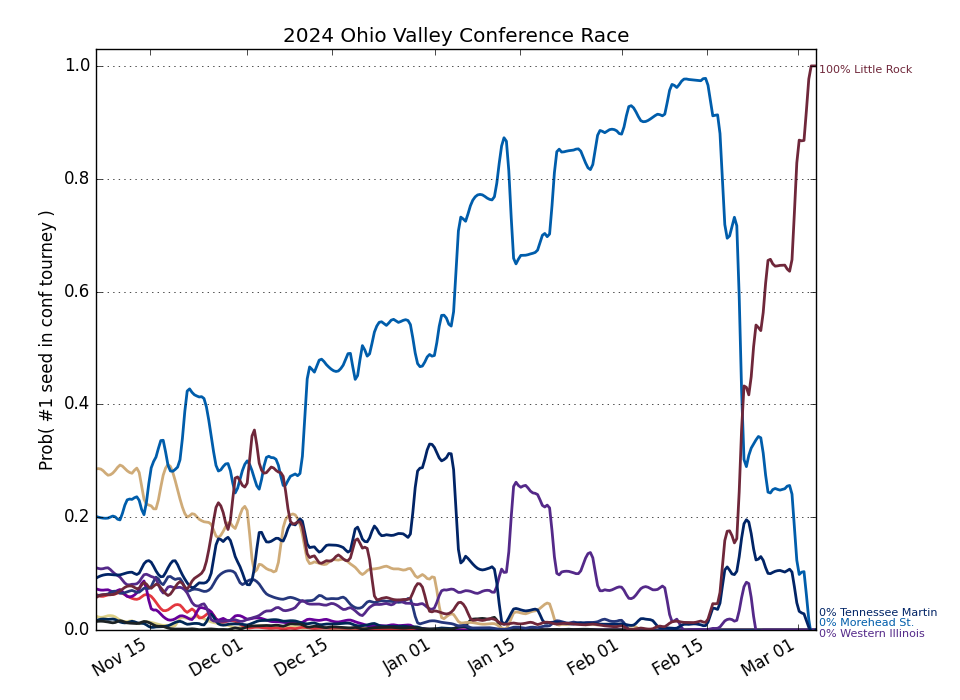 2024 Ohio Valley Conference Race
Prob( #1 seed in conf tourney )
1.0
0.8
0.6
0.4
0.2
0.0
Nov 15
Dec 01
Dec 15
Jan 01
Jan 15
Feb 01
Feb 15
Mar 01
100% Little Rock
0% Tennessee Martin
0% Morehead St.
0% Western Illinois